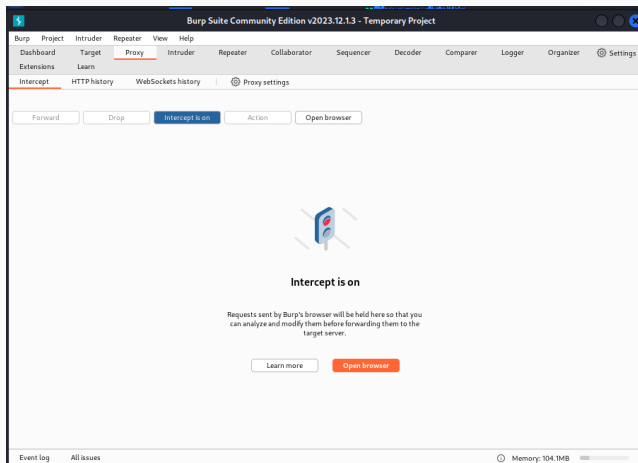 Burp Suite Community Edition v2023.12.1.3 - Temporary Project
Burp Project Intruder Repeater View Help
Dashboard Target Proxy Intruder Repeater Collaborator Sequencer Decoder Comparer Logger Organizer Settings
Extensions Learn
Intercept HTTP history WebSockets history Proxy settings
Forward Drop Intercept is on Action Open browser
Intercept is on
Requests sent by Burp's browser will be held here so that you
can analyze and modify them before forwarding them to the
target server.
Learn more Open browser
Event log All issues Memory: 104.1MB